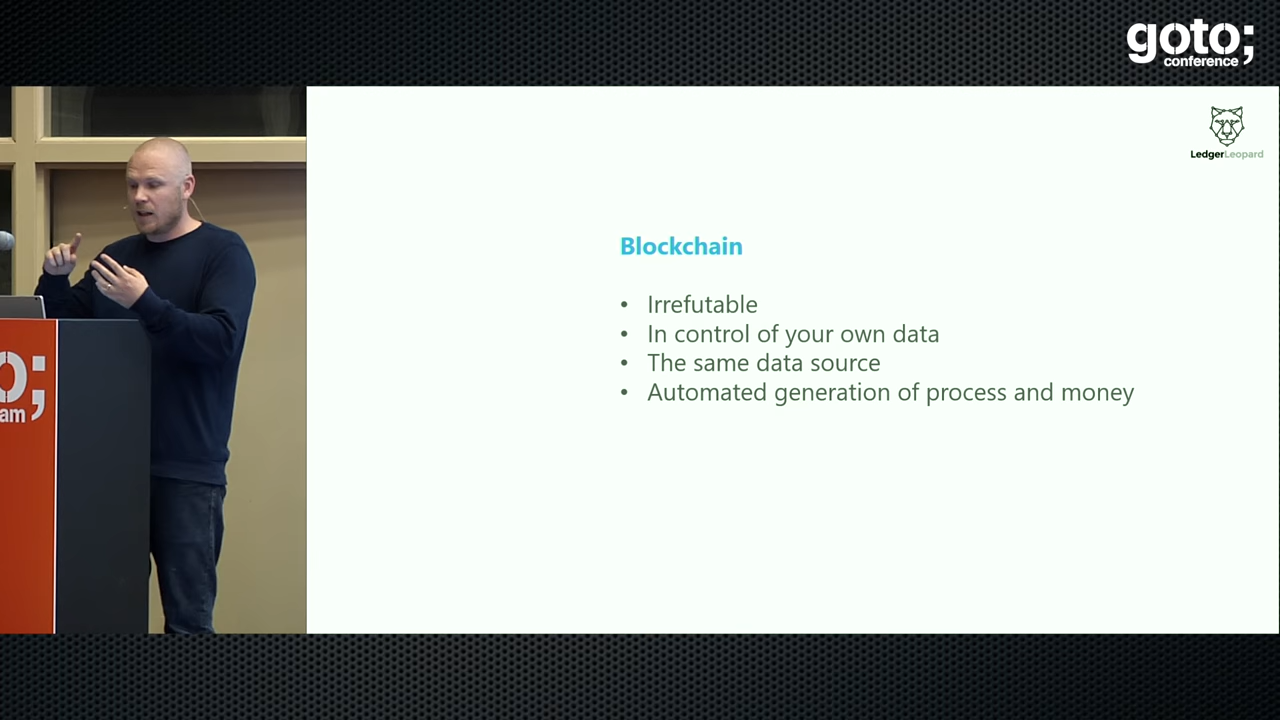 goto;
conference
LedgerLeopard
Blockchain
• Irrefutable
• In control of your own data
• The same data source
• Automated generation of process and money
o;
am